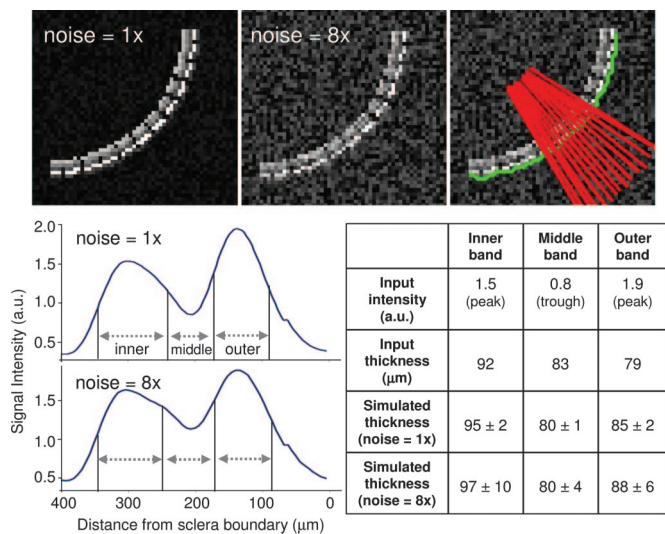 noise = 1x
noise = 8x
Signal Intensity (a.u.)
2.0
1.5
1.0
0.5
noise = 1x
inner
middle
outer
1.5
1.0
0.5
noise = 8x
400
300
200
100
0
Distance from sclera boundary (μm)
Inner band
Middle band
Outer band
Input intensity (a.u.)
1.5 (peak)
0.8 (trough)
1.9 (peak)
Input thickness (μm)
92
83
79
Simulated thickness (noise = 1x)
95 ± 2
80 ± 1
85 ± 2
Simulated thickness (noise = 8x)
97 ± 10
80 ± 4
88 ± 6